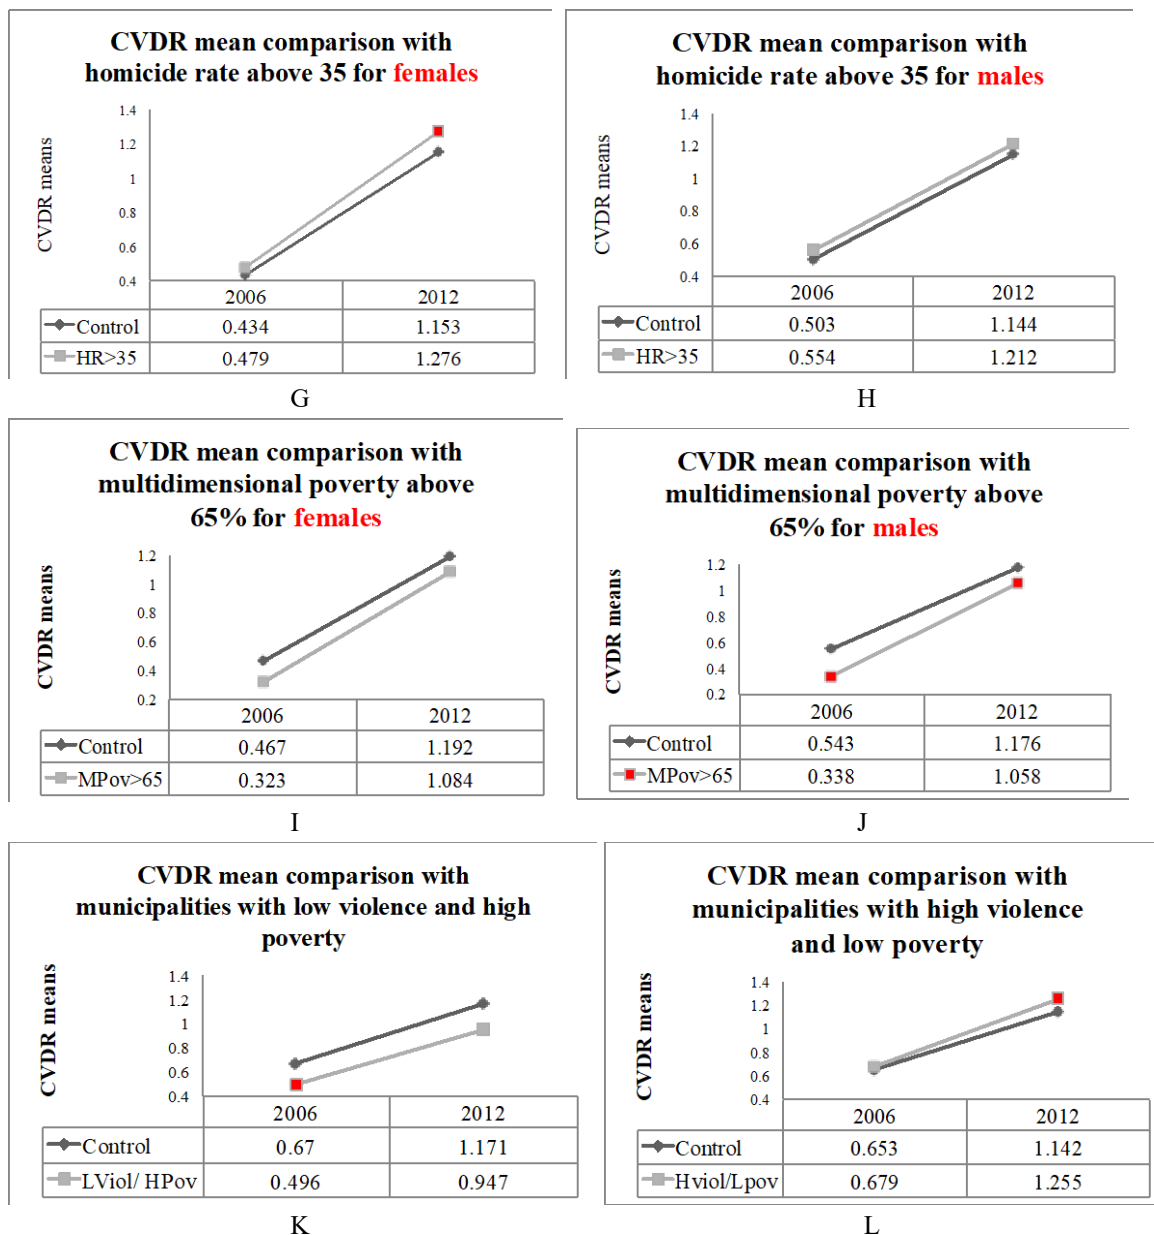 CVDR mean comparison with
homicide rate above 35 for females
CVDR means
1.4
1.2
1
0.8
0.6
0.4
2006 2012
Control 0.434 1.153
HR>35 0.479 1.276
G
CVDR mean comparison with
homicide rate above 35 for males
CVDR means
1.4
1.2
1
0.8
0.6
0.4
2006 2012
Control 0.503 1.144
HR>35 0.554 1.212
H
CVDR mean comparison with
multidimensional poverty above
65% for females
CVDR means
1.2
1
0.8
0.6
0.4
0.2
2006 2012
Control 0.467 1.192
MPov>65 0.323 1.084
I
CVDR mean comparison with
multidimensional poverty above
65% for males
CVDR means
1.2
1
0.8
0.6
0.4
0.2
2006 2012
Control 0.543 1.176
MPov>65 0.338 1.058
J
CVDR mean comparison with
municipalities with low violence and high
poverty
CVDR means
1.4
1.2
1
0.8
0.6
0.4
2006 2012
Control 0.67 1.171
LViol/ HPov 0.496 0.947
K
CVDR mean comparison with
municipalities with high violence
and low poverty
CVDR means
1.4
1.2
1
0.8
0.6
0.4
2006 2012
Control 0.653 1.142
Hviol/Lpov 0.679 1.255
L